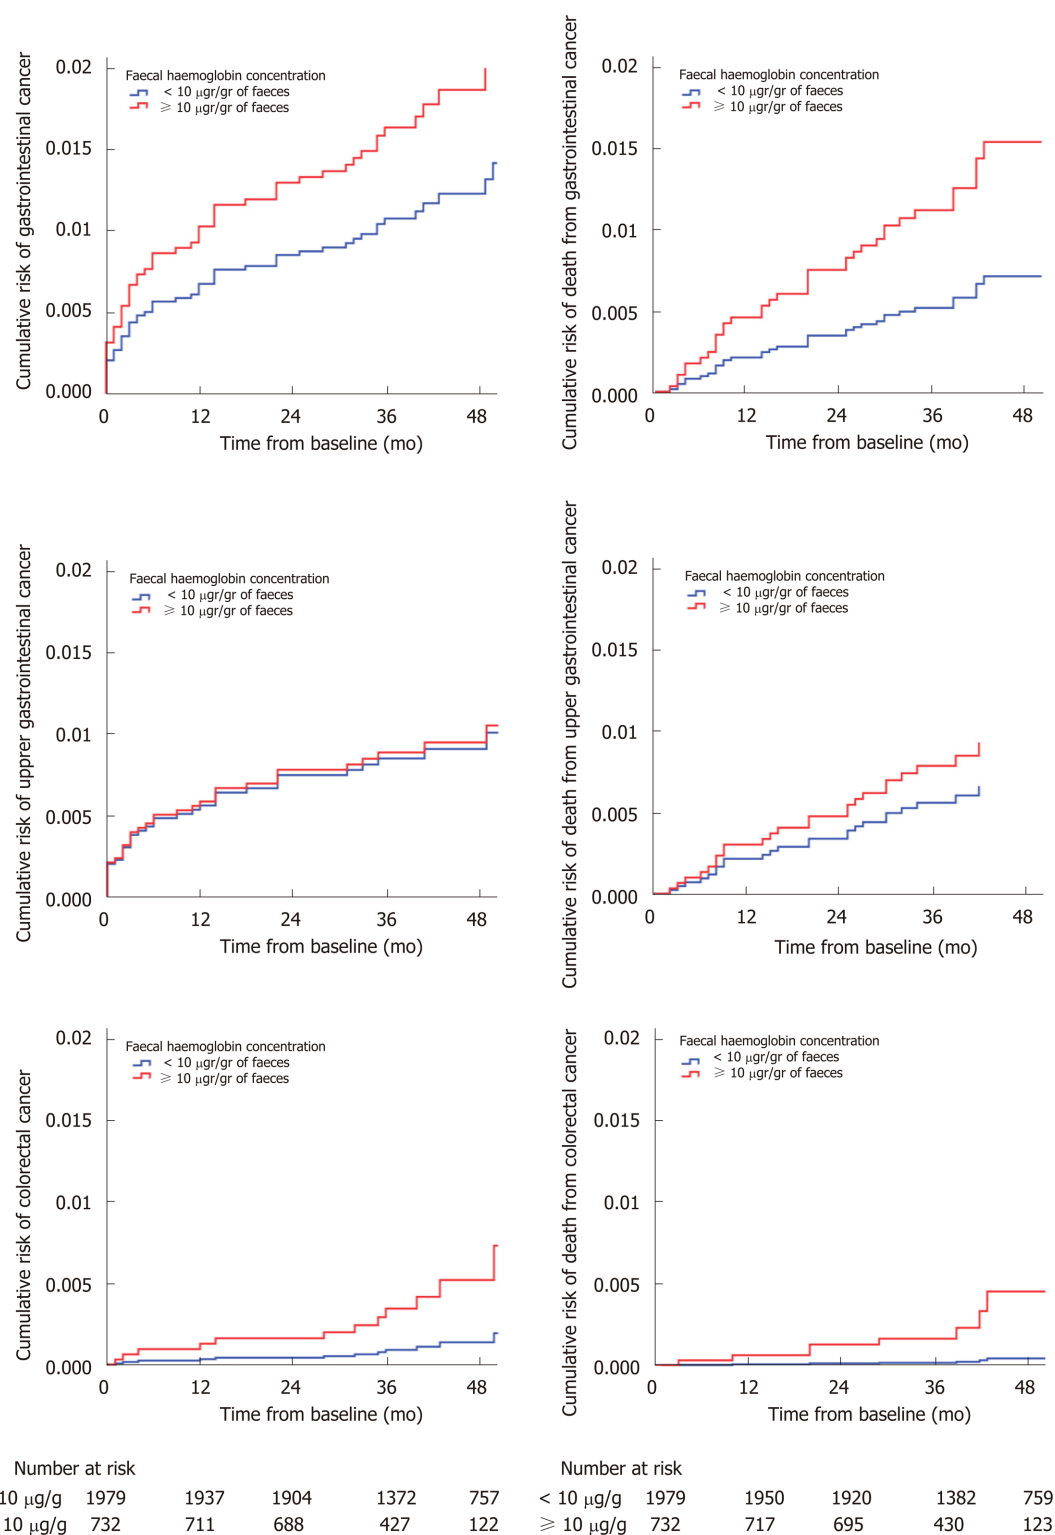 Cumulative risk of gastrointestinal cancer
0.02
0.015
0.01
0.005
0.000
Faecal haemoglobin concentration
< 10 μgr/gr of faeces
⩾ 10 μgr/gr of faeces
0 12 24 36 48
Time from baseline (mo)
Cumulative risk of death from gastrointestinal cancer
0.02
0.015
0.01
0.005
0.000
Faecal haemoglobin concentration
< 10 μgr/gr of faeces
⩾ 10 μgr/gr of faeces
0 12 24 36 48
Time from baseline (mo)
Cumulative risk of upprer gastrointestinal cancer
0.02
0.015
0.01
0.005
0.000
Faecal haemoglobin concentration
< 10 μgr/gr of faeces
⩾ 10 μgr/gr of faeces
0 12 24 36 48
Time from baseline (mo)
Cumulative risk of death from upper gastrointestinal cancer
0.02
0.015
0.01
0.005
0.000
Faecal haemoglobin concentration
< 10 μgr/gr of faeces
⩾ 10 μgr/gr of faeces
0 12 24 36 48
Time from baseline (mo)
Cumulative risk of colorectal cancer
0.02
0.015
0.01
0.005
0.000
Faecal haemoglobin concentration
< 10 μgr/gr of faeces
⩾ 10 μgr/gr of faeces
0 12 24 36 48
Time from baseline (mo)
Cumulative risk of death from colorectal cancer
0.02
0.015
0.01
0.005
0.000
Faecal haemoglobin concentration
< 10 μgr/gr of faeces
⩾ 10 μgr/gr of faeces
0 12 24 36 48
Time from baseline (mo)
Number at risk
10 μg/g 1979 1937 1904 1372 757
10 μg/g 732 711 688 427 122
Number at risk
< 10 μg/g 1979 1950 1920 1382 759
⩾ 10 μg/g 732 717 695 430 123